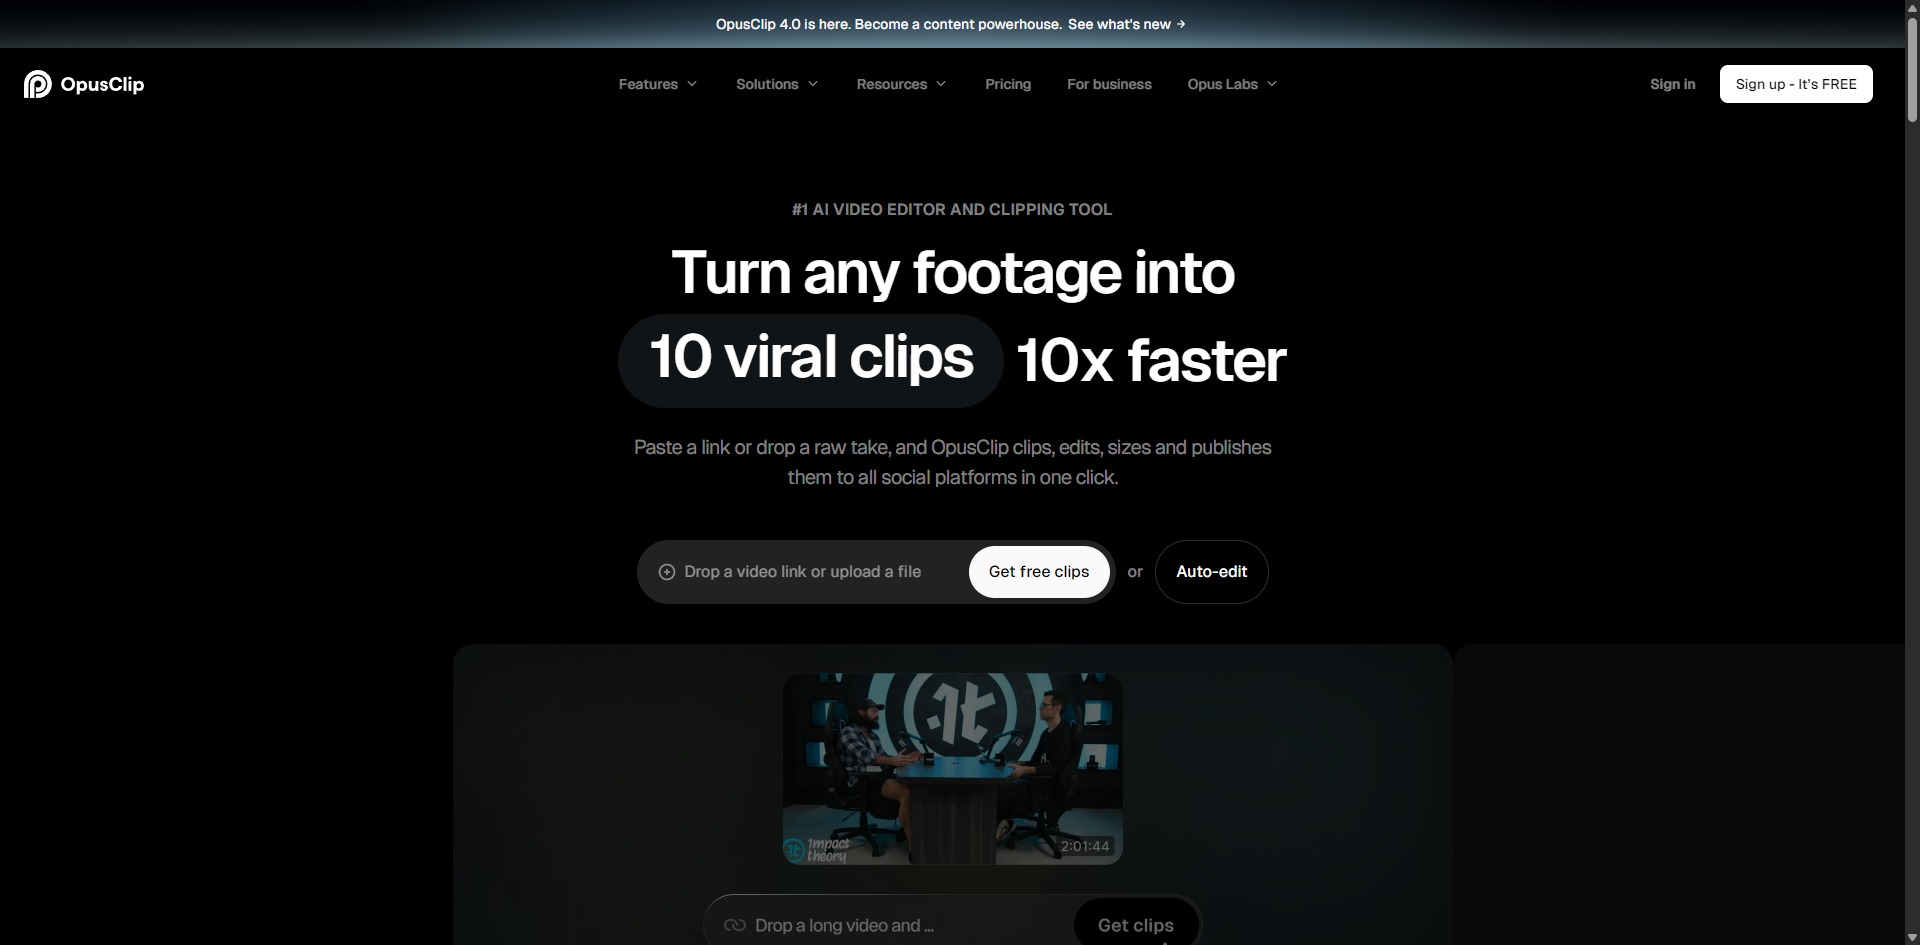 OpusClip 4.0 is here. Become a content powerhouse. See what's new →
OpusClip
Features
Solutions
Resources
Pricing
For business
Opus Labs
Sign in
Sign up - It's FREE
#1 AI VIDEO EDITOR AND CLIPPING TOOL
Turn any footage into
10 viral clips 10x faster
Paste a link or drop a raw take, and OpusClip clips, edits, sizes and publishes
them to all social platforms in one click.
Drop a video link or upload a file
Get free clips
or
Auto-edit
1t
1mpact
theory
2:01:44
Drop a long video and ...
Get clips